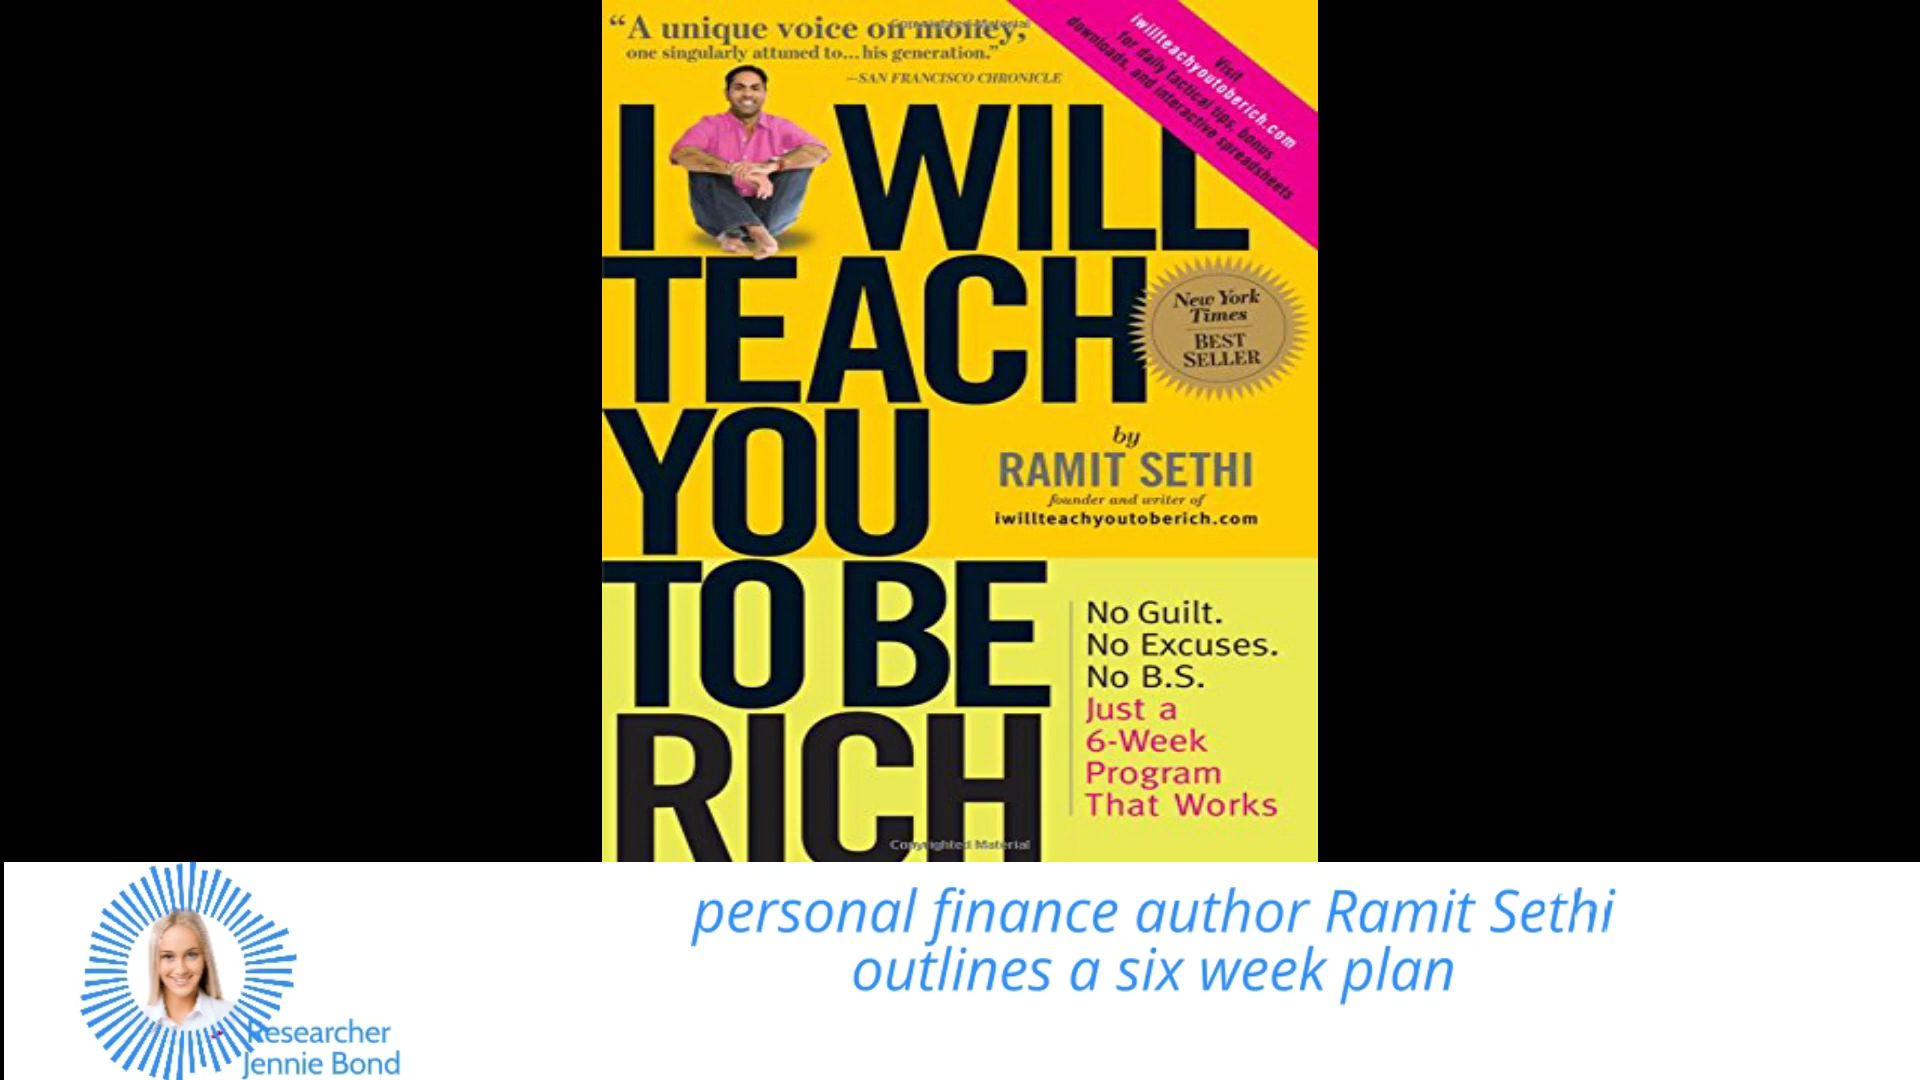 “A unique voice on money,
one singularly attuned to...his generation.”
—SAN FRANCISCO CHRONICLE
Visit
iwillteachyoutoberich.com
for daily tactical tips, bonus
downloads, and interactive spreadsheets
I WILL
TEACH
YOU
TO BE
RICH
New York
Times
BEST
SELLER
by
RAMIT SETHI
founder and writer of
iwillteachyoutoberich.com
No Guilt.
No Excuses.
No B.S.
Just a
6-Week
Program
That Works
Copyrighted Material
Copyrighted Material
personal finance author Ramit Sethi
outlines a six week plan
Researcher
Jennie Bond